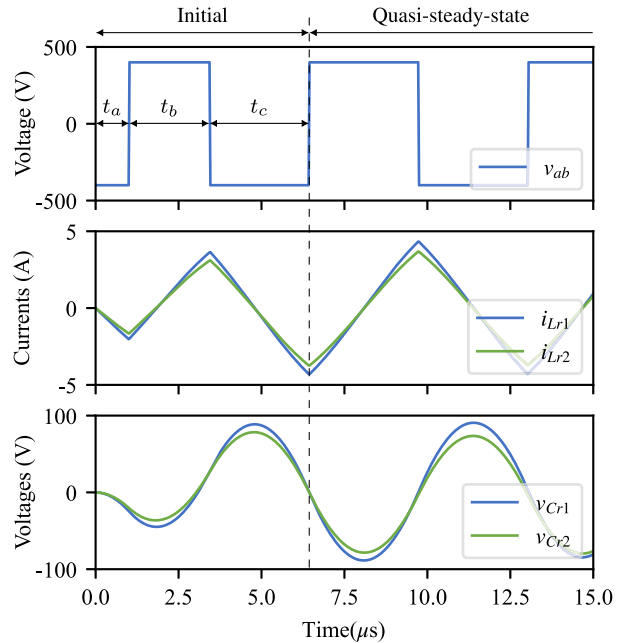 Initial Quasi-steady-state
500
t_a t_b t_c
0
v_ab
-500
Voltage (V)
5
0
i_Lr1
i_Lr2
-5
Currents (A)
100
0
v_Cr1
v_Cr2
-100
Voltages (V)
0.0 2.5 5.0 7.5 10.0 12.5 15.0
Time(μs)